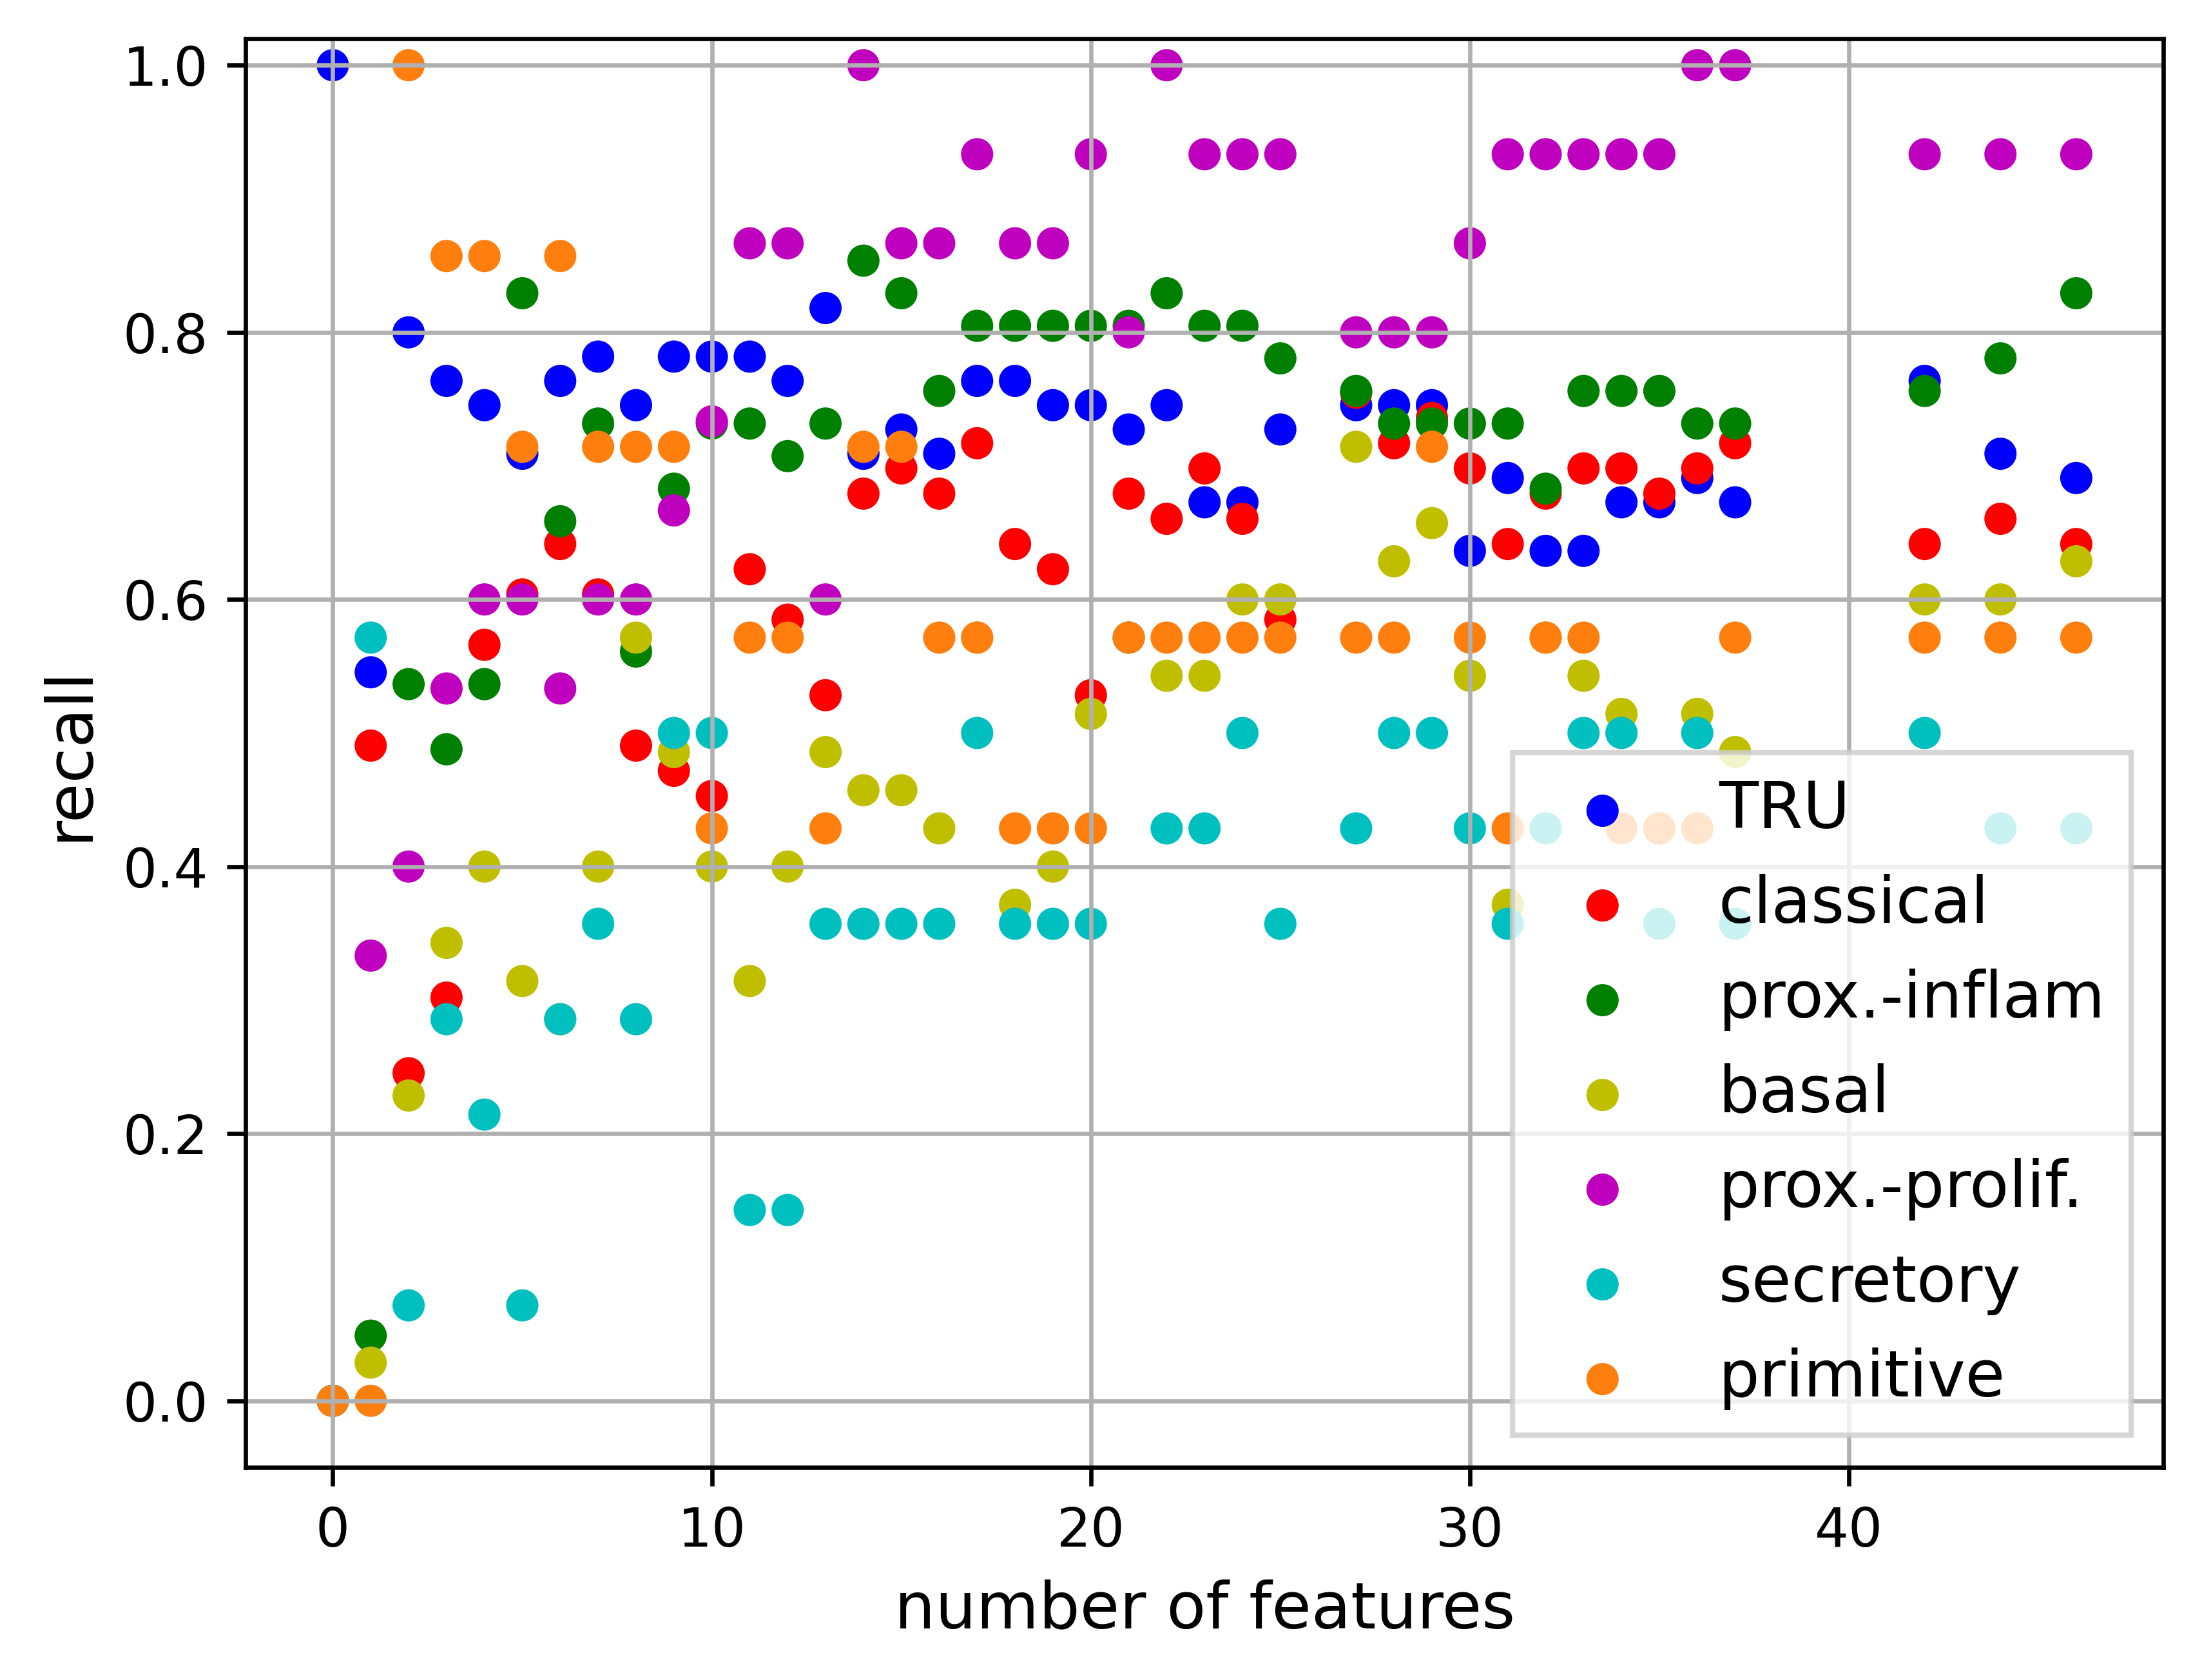 1.0
0.8
0.6
0.4
0.2
0.0
recall
TRU
classical
prox.-inflam
basal
prox.-prolif.
secretory
primitive
0 10 20 30 40
number of features